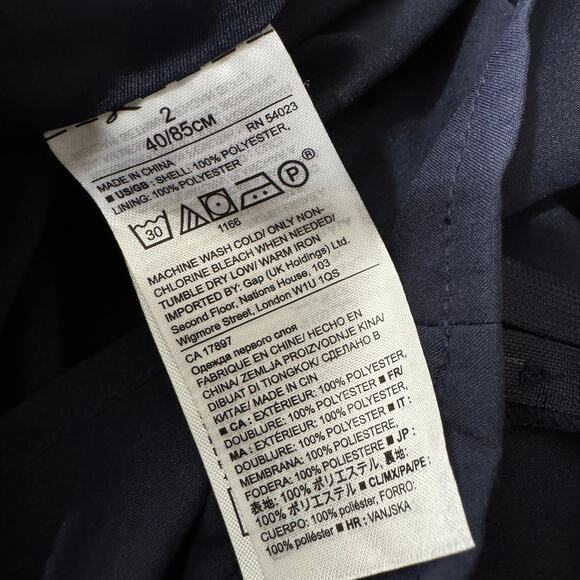 2
40/85CM
RN 54023
MADE IN CHINA
■ US/GB : SHELL: 100% POLYESTER,
LINING: 100% POLYESTER
30
P
®
1166
MACHINE WASH COLD/ ONLY NON-
CHLORINE BLEACH WHEN NEEDED/
TUMBLE DRY LOW/ WARM IRON
IMPORTED BY: Gap (UK Holdings) Ltd.
Second Floor, Nations House, 103
Wigmore Street, London W1U 1QS
CA 17897
Одежда первого слоя
FABRIQUE EN CHINE/ HECHO EN
CHINA/ ZEMLJA PROIZVODNJE KINA/
DIBUAT DI TIONGKOK/ СДЕЛАНО В
КИТАЕ/ MADE IN CIN
■ CA : EXTÉRIEUR: 100% POLYESTER,
DOUBLURE: 100% POLYESTER ■ FR/
MA : EXTÉRIEUR: 100% POLYESTER,
DOUBLURE: 100% POLYESTER ■ IT :
MEMBRANA: 100% POLIESTERE
FODERA: 100% POLIESTERE ■ JP :
表地: 100% ポリエステル, 裏地:
100% ポリエステル ■ CL/MX/PA/PE :
CUERPO: 100% poliéster, FORRO:
100% poliéster ■ HR : VANJSKA